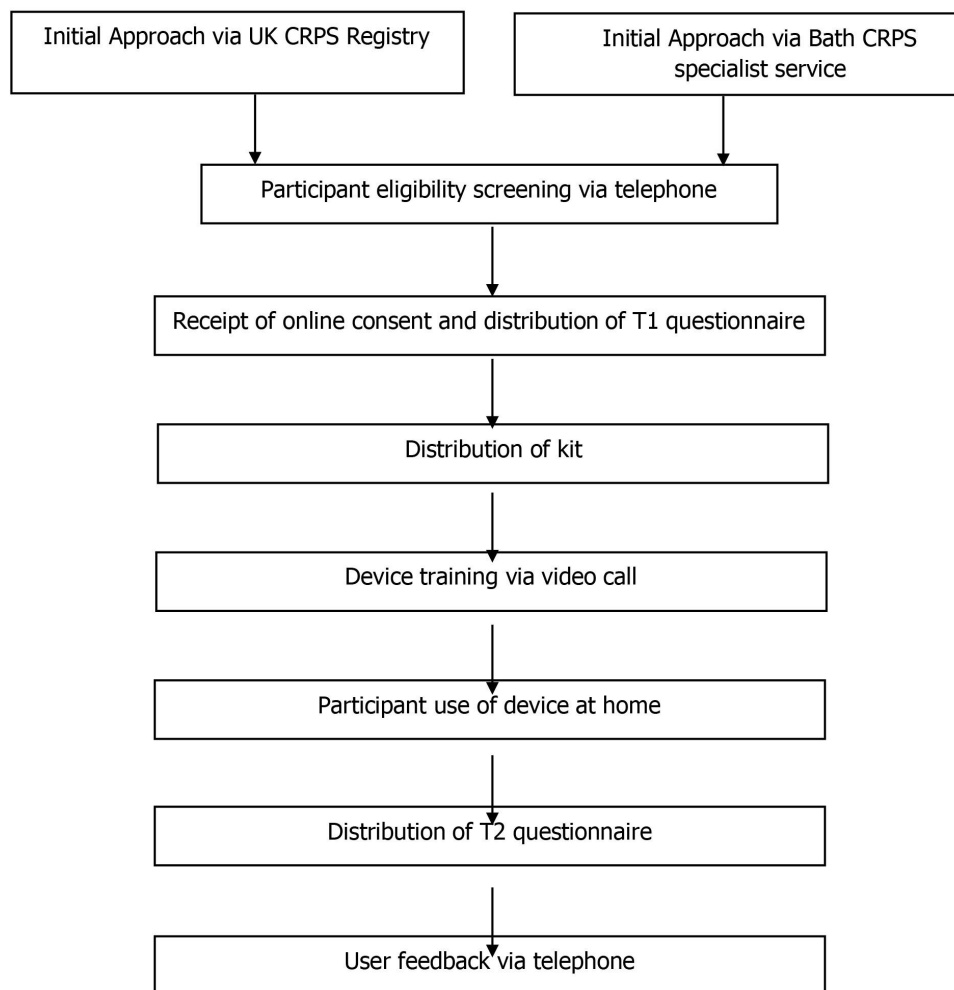 Initial Approach via UK CRPS Registry
Initial Approach via Bath CRPS
specialist service
Participant eligibility screening via telephone
Receipt of online consent and distribution of T1 questionnaire
Distribution of kit
Device training via video call
Participant use of device at home
Distribution of T2 questionnaire
User feedback via telephone